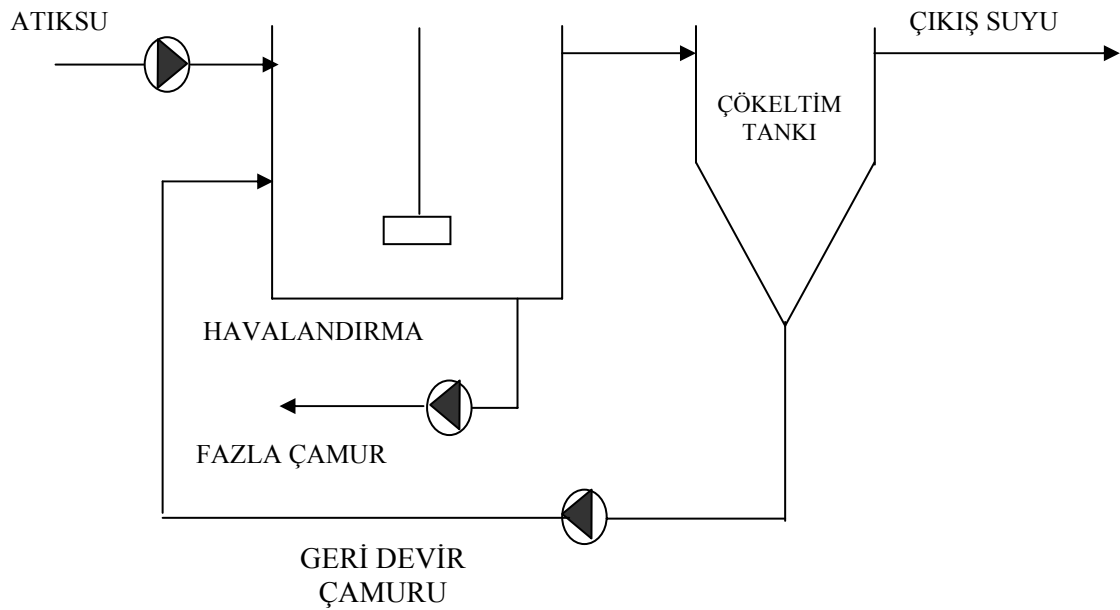 ATIKSU
ÇIKIŞ SUYU
ÇÖKELTİM
TANKI
HAVALANDIRMA
FAZLA ÇAMUR
GERİ DEVİR
ÇAMURU